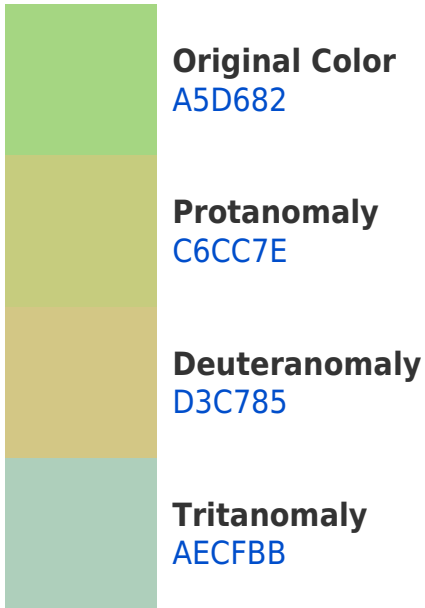 Original Color
A5D682
Protanomaly
C6CC7E
Deuteranomaly
D3C785
Tritanomaly
AECFBB